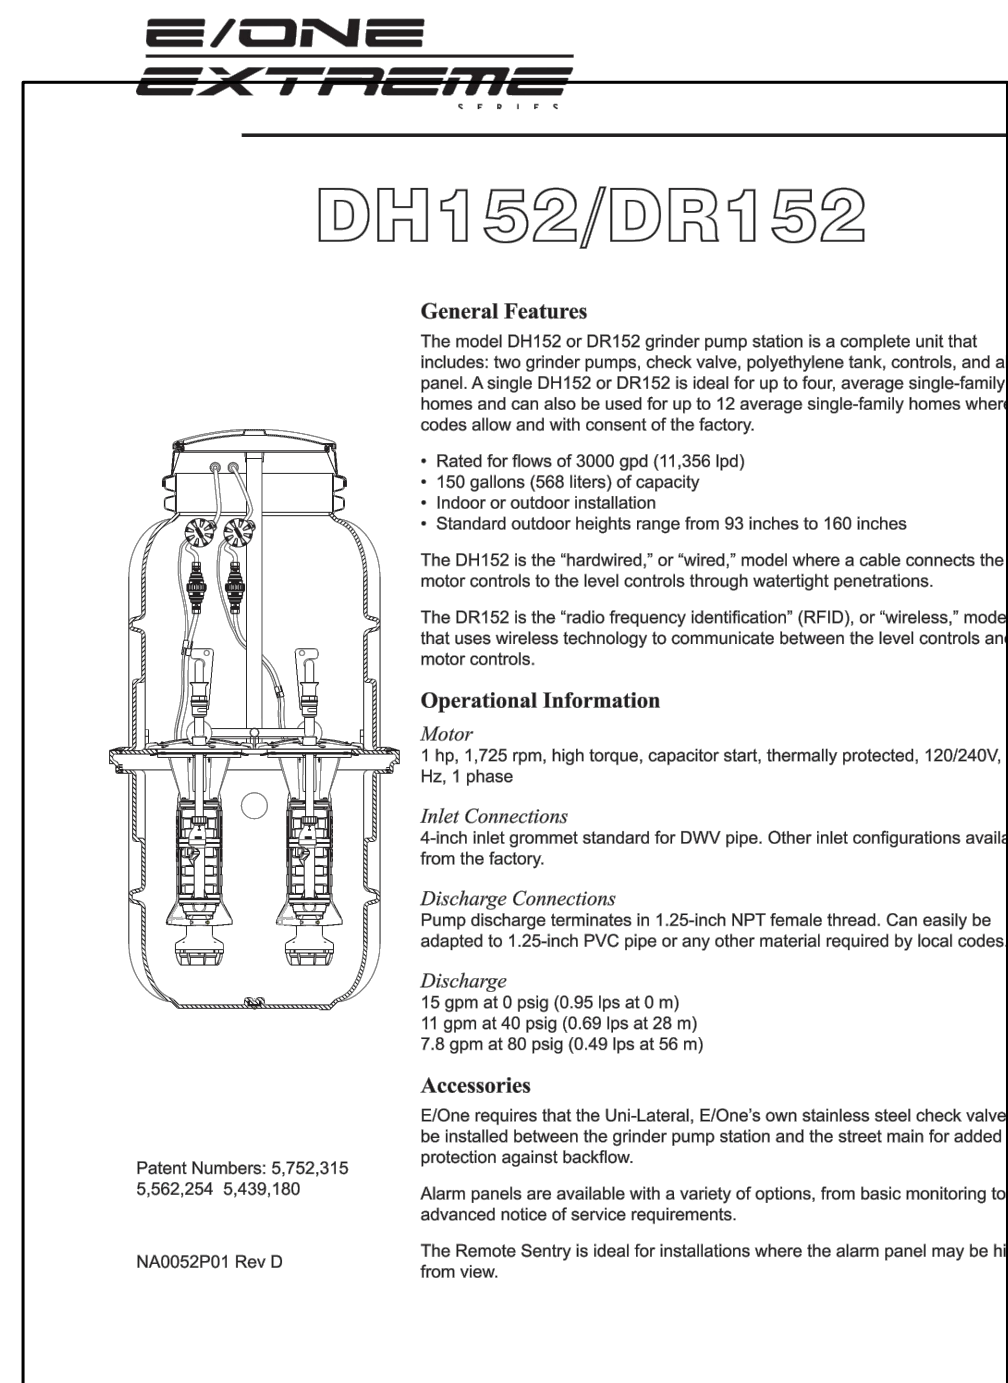 E/ONE
EXTREME
SERIES
DH152/DR152
General Features
The model DH152 or DR152 grinder pump station is a complete unit that
includes: two grinder pumps, check valve, polyethylene tank, controls, and a
panel. A single DH152 or DR152 is ideal for up to four, average single-family
homes and can also be used for up to 12 average single-family homes where
codes allow and with consent of the factory.
• Rated for flows of 3000 gpd (11,356 lpd)
• 150 gallons (568 liters) of capacity
• Indoor or outdoor installation
• Standard outdoor heights range from 93 inches to 160 inches
The DH152 is the “hardwired,” or “wired,” model where a cable connects the
motor controls to the level controls through watertight penetrations.
The DR152 is the “radio frequency identification” (RFID), or “wireless,” mode
that uses wireless technology to communicate between the level controls and
motor controls.
Operational Information
Motor
1 hp, 1,725 rpm, high torque, capacitor start, thermally protected, 120/240V,
Hz, 1 phase
Inlet Connections
4-inch inlet grommet standard for DWV pipe. Other inlet configurations availa
from the factory.
Discharge Connections
Pump discharge terminates in 1.25-inch NPT female thread. Can easily be
adapted to 1.25-inch PVC pipe or any other material required by local codes.
Discharge
15 gpm at 0 psig (0.95 lps at 0 m)
11 gpm at 40 psig (0.69 lps at 28 m)
7.8 gpm at 80 psig (0.49 lps at 56 m)
Accessories
E/One requires that the Uni-Lateral, E/One’s own stainless steel check valve
be installed between the grinder pump station and the street main for added
protection against backflow.
Alarm panels are available with a variety of options, from basic monitoring to
advanced notice of service requirements.
The Remote Sentry is ideal for installations where the alarm panel may be hi
from view.
Patent Numbers: 5,752,315
5,562,254 5,439,180
NA0052P01 Rev D